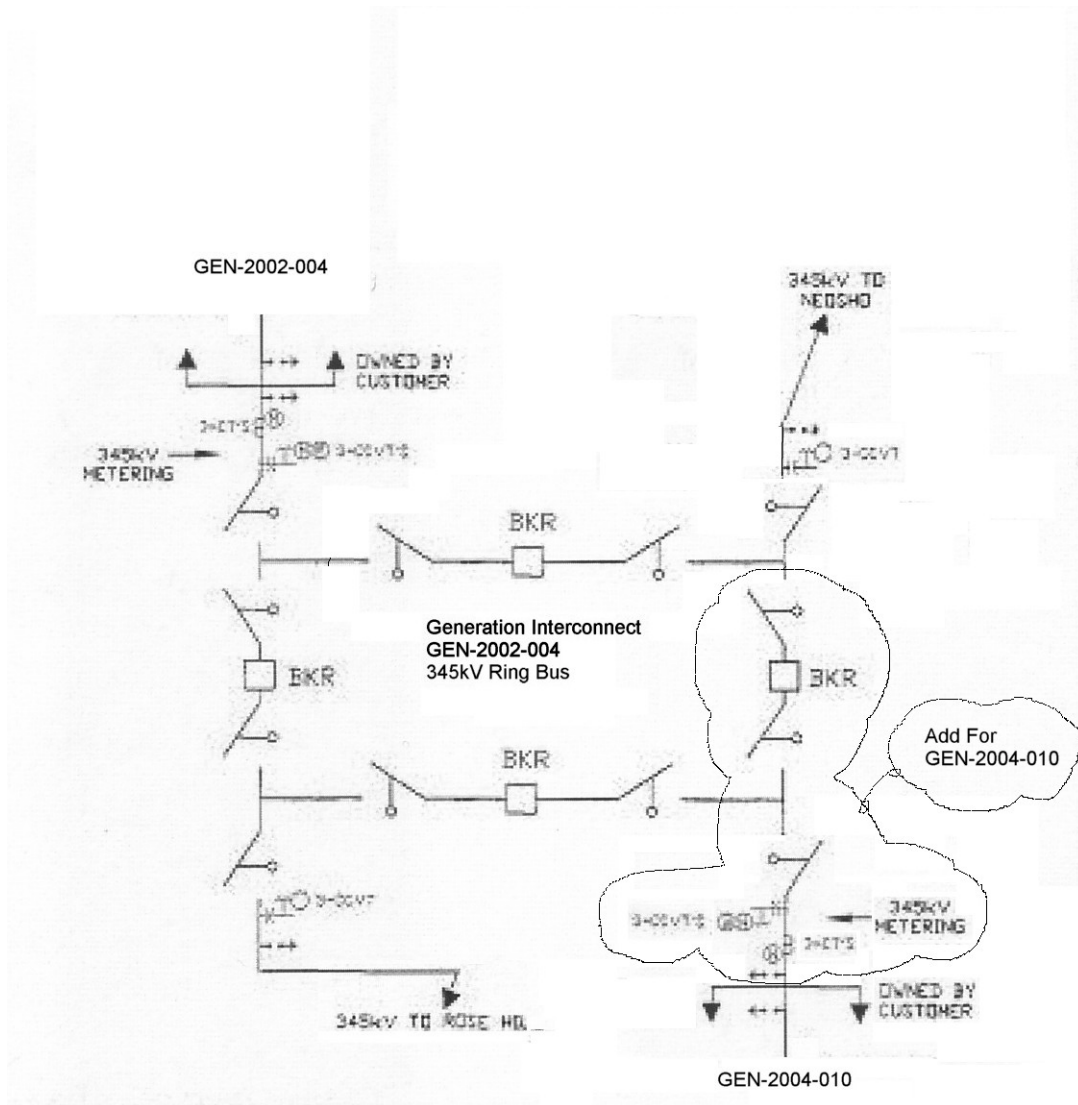 GEN-2002-004
345kV TO
NEOSHO
OWNED BY
CUSTOMER
3-CT'S
345kV
METERING
3-CCVT'S
3-CCVT
BKR
Generation Interconnect
GEN-2002-004
345kV Ring Bus
BKR
BKR
Add For
GEN-2004-010
BKR
3-CCVT
3-CCVT'S
345kV
METERING
3-CT'S
345kV TO ROSE H
OWNED BY
CUSTOMER
GEN-2004-010